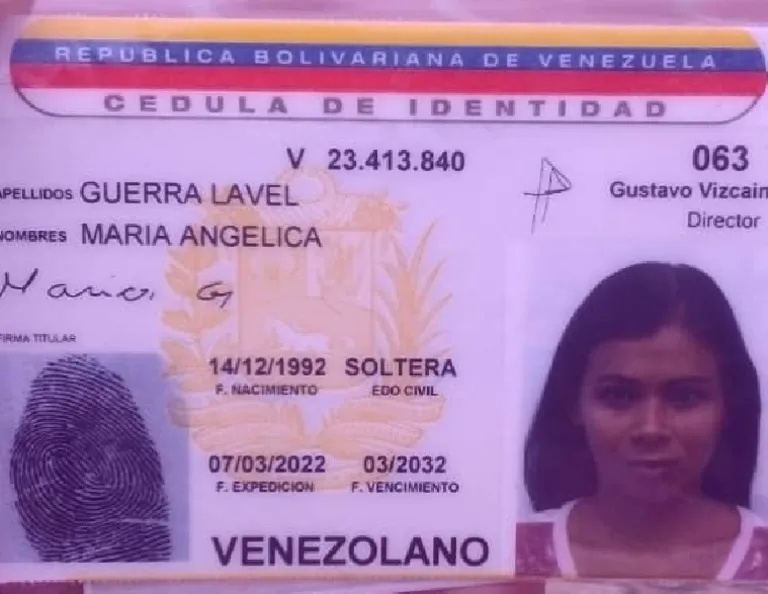 REPUBLICA BOLIVARIANA DE VENEZUELA
CEDULA DE IDENTIDAD
V 23.413.840
063
APELLIDOS GUERRA LAVEL
Gustavo Vizcain
NOMBRES MARIA ANGELICA
Director
Maria G
FIRMA TITULAR
14/12/1992 SOLTERA
F. NACIMIENTO EDO CIVIL
07/03/2022 03/2032
F. EXPEDICION F. VENCIMIENTO
VENEZOLANO